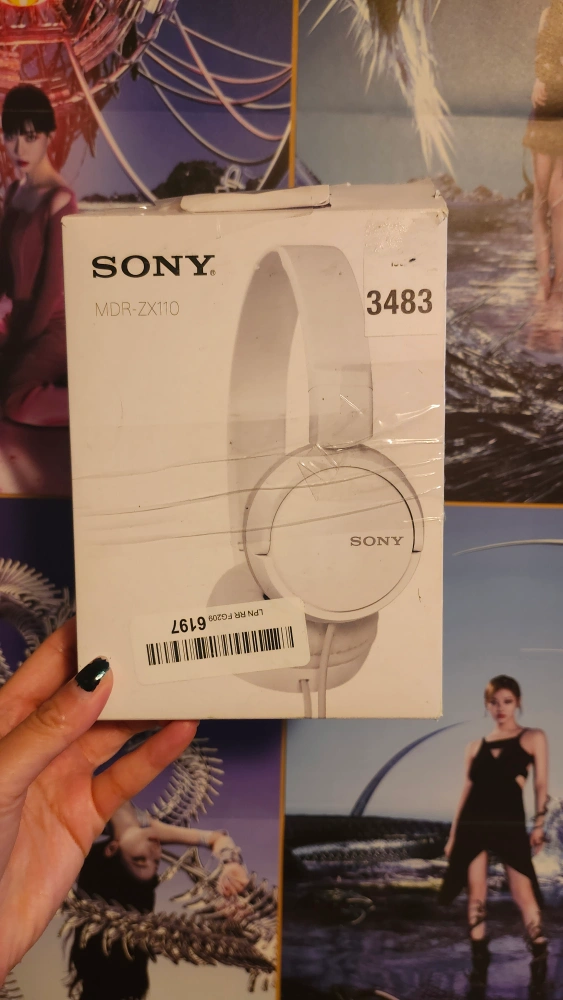 SONY®
MDR-ZX110
3483
SONY
LPN RR FG209 6197